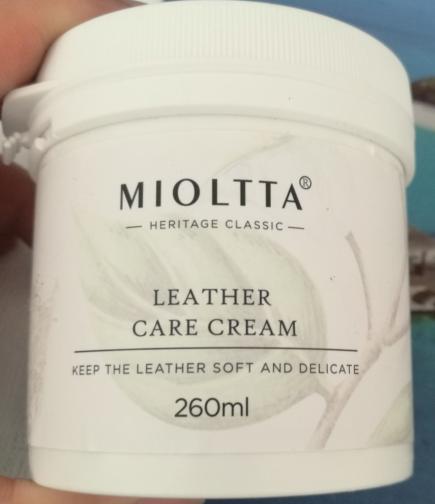 MIOLTTA®
— HERITAGE CLASSIC —
LEATHER
CARE CREAM
KEEP THE LEATHER SOFT AND DELICATE
260ml